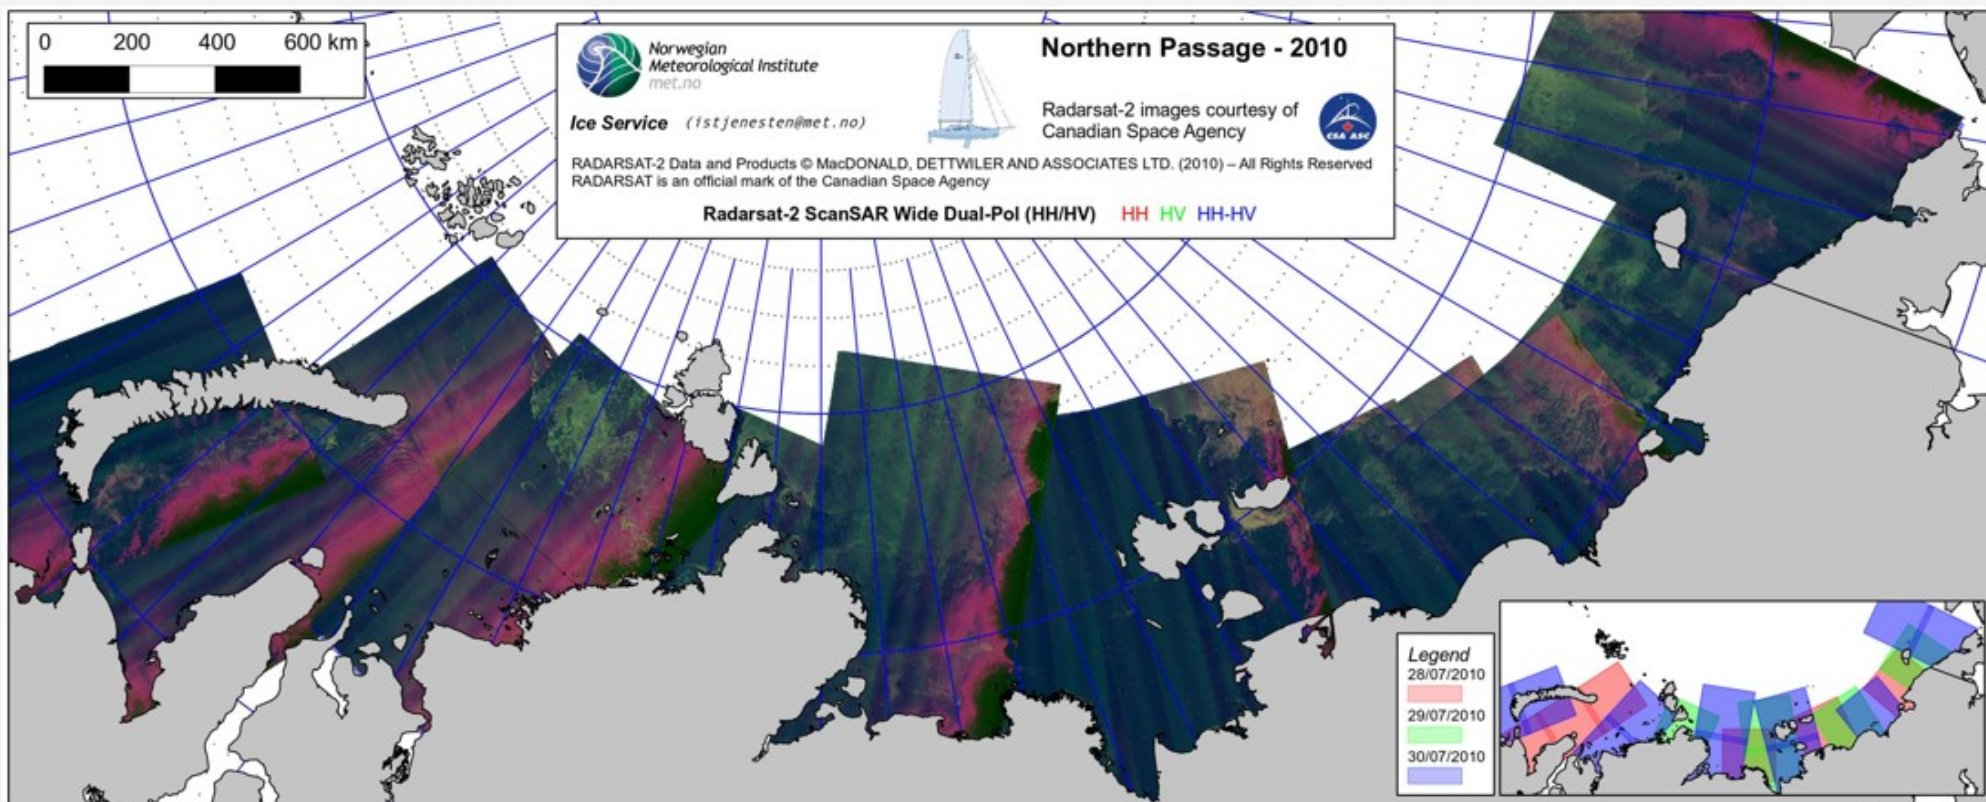 0 200 400 600 km
Norwegian
Meteorological Institute
met.no
Ice Service (istjenesten@met.no)
Northern Passage - 2010
Radarsat-2 images courtesy of
Canadian Space Agency
CSA ASC
RADARSAT-2 Data and Products © MacDONALD, DETTWILER AND ASSOCIATES LTD. (2010) – All Rights Reserved
RADARSAT is an official mark of the Canadian Space Agency
Radarsat-2 ScanSAR Wide Dual-Pol (HH/HV) HH HV HH-HV
Legend
28/07/2010
29/07/2010
30/07/2010